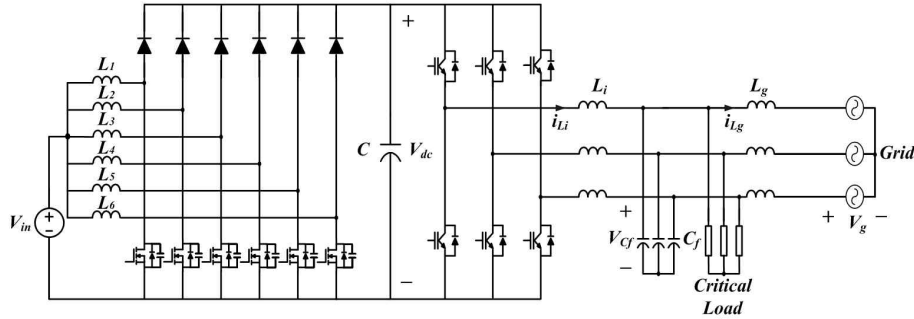 L1
L2
L3
L4
L5
L6
Vin
+
−
C
+
Vdc
−
Li
iLi
Lg
iLg
Grid
+
Vg
−
+
VCf
−
Cf
Critical
Load